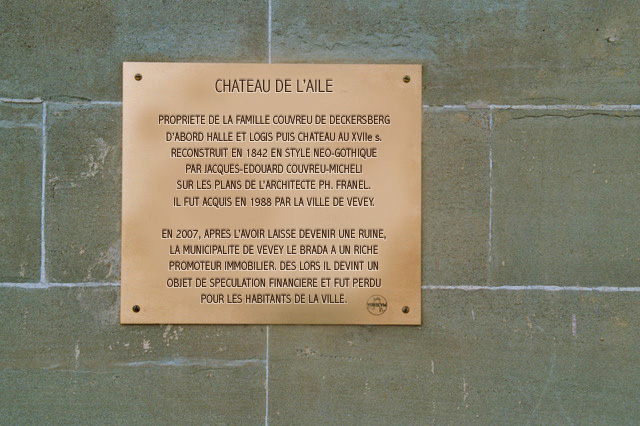 CHATEAU DE L'AILE
PROPRIETE DE LA FAMILLE COUVREU DE DECKERSBERG
D'ABORD HALLE ET LOGIS PUIS CHATEAU AU XVIIe s.
RECONSTRUIT EN 1842 EN STYLE NEO-GOTHIQUE
PAR JACQUES-EDOUARD COUVREU-MICHELI
SUR LES PLANS DE L'ARCHITECTE PH. FRANEL.
IL FUT ACQUIS EN 1988 PAR LA VILLE DE VEVEY.
EN 2007, APRES L'AVOIR LAISSE DEVENIR UNE RUINE,
LA MUNICIPALITE DE VEVEY LE BRADA A UN RICHE
PROMOTEUR IMMOBILIER. DES LORS IL DEVINT UN
OBJET DE SPECULATION FINANCIERE ET FUT PERDU
POUR LES HABITANTS DE LA VILLE.